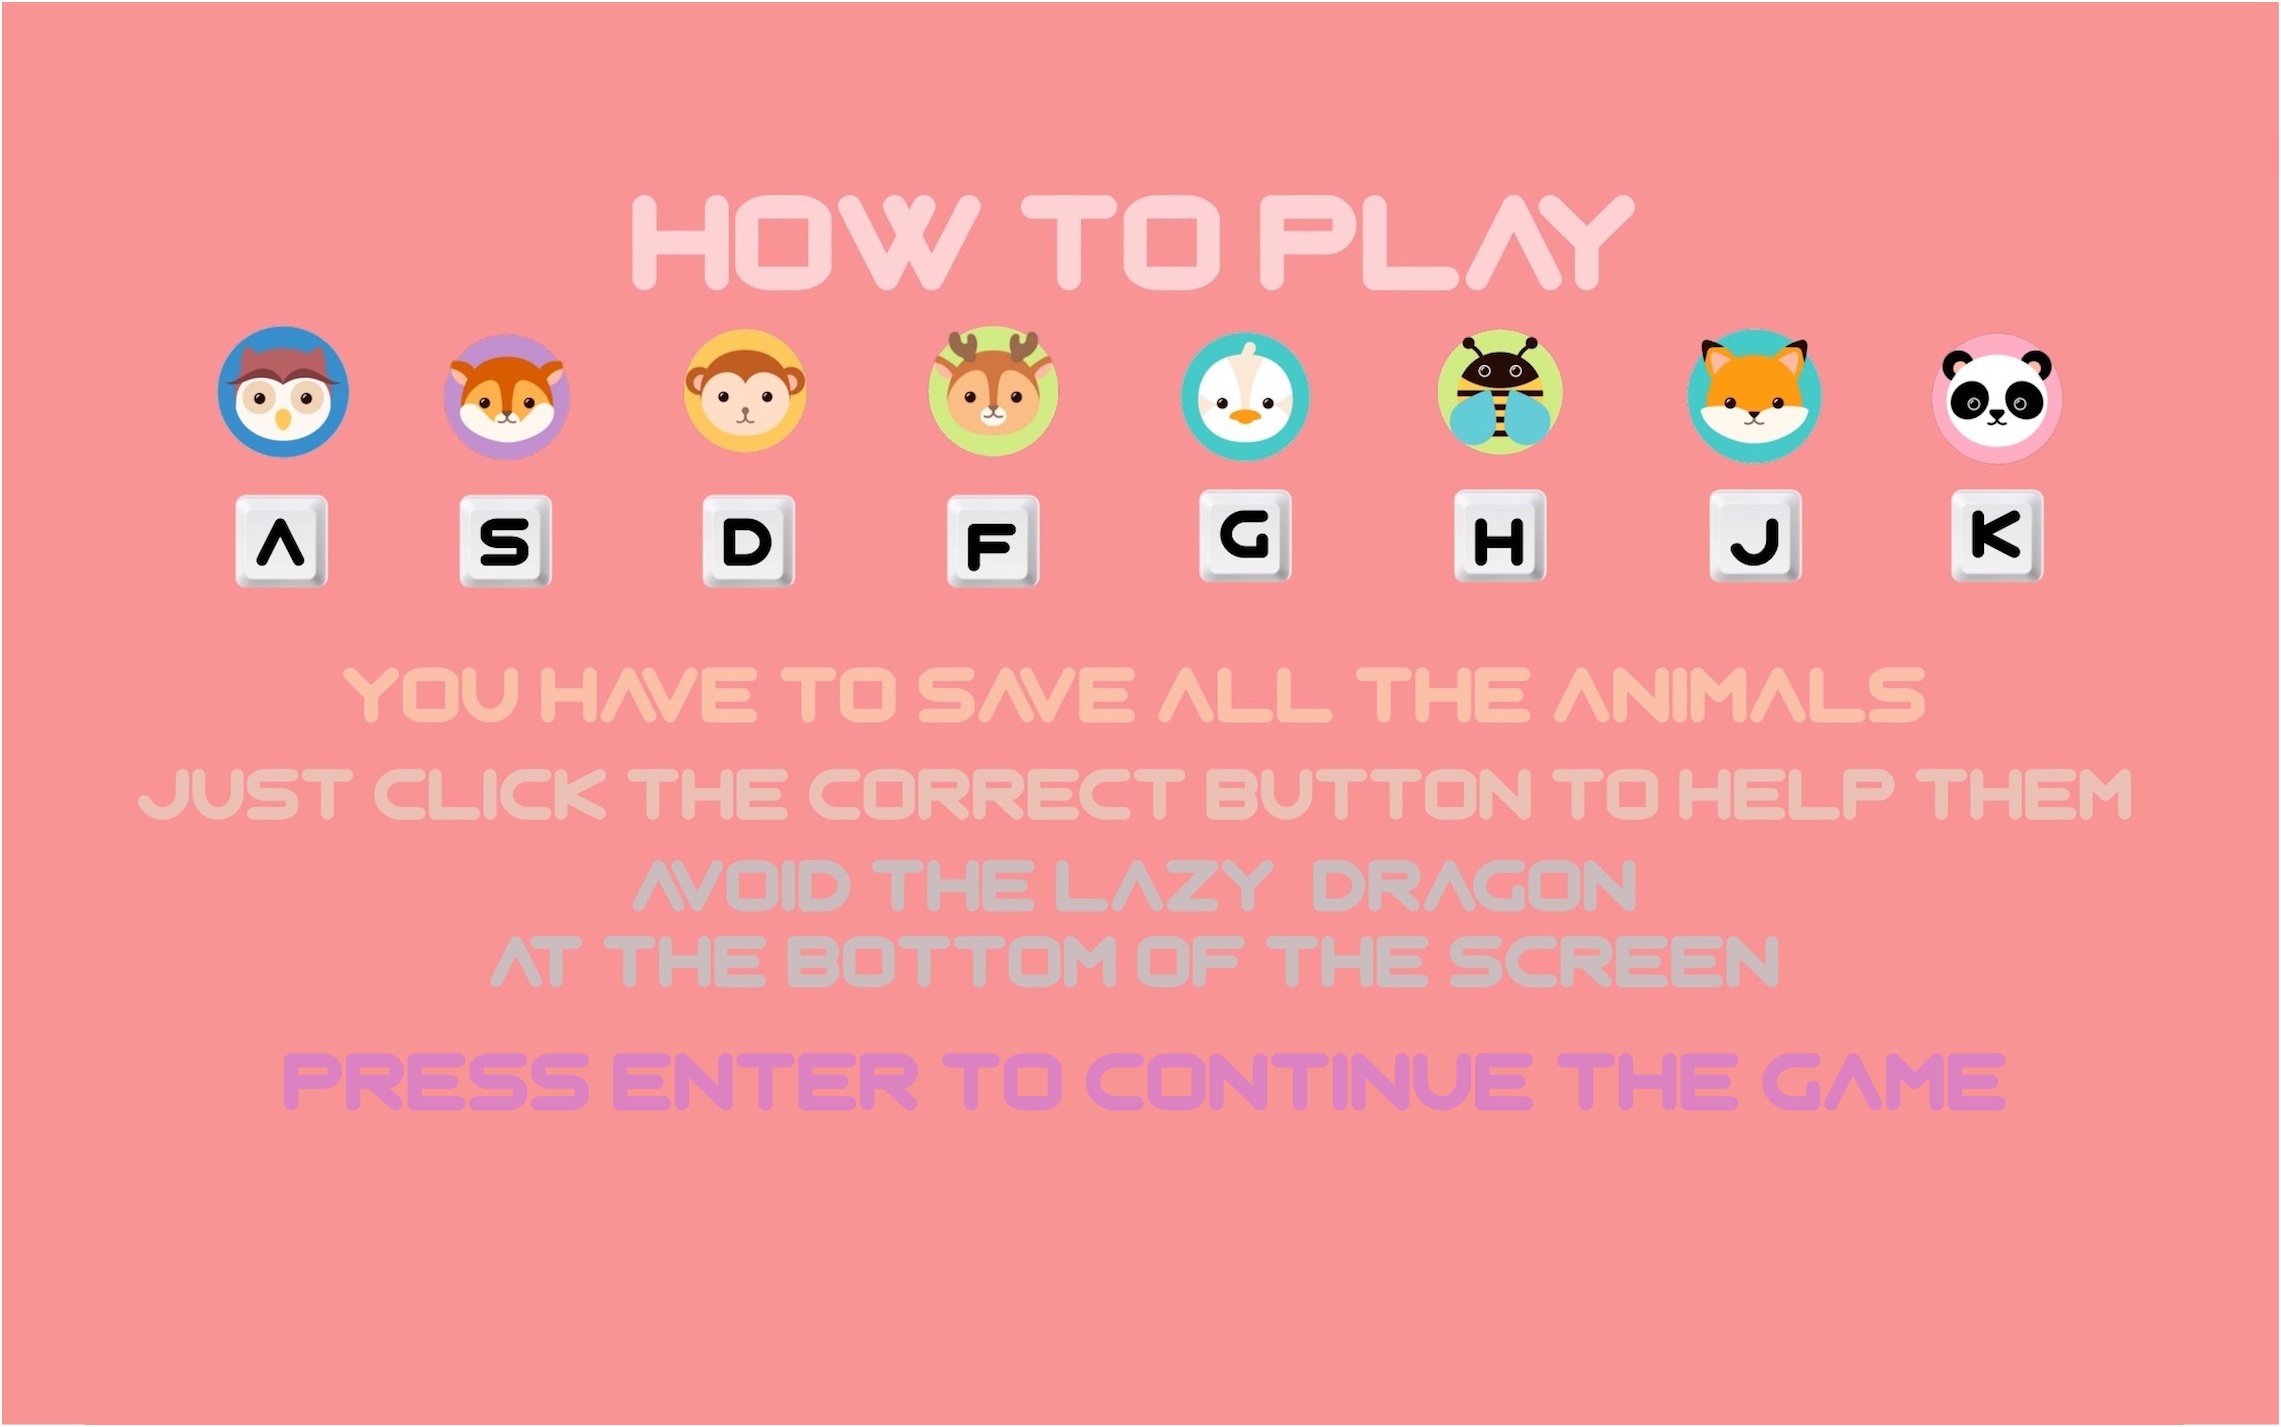 HOW TO PLAY
A S D F G H J K
YOU HAVE TO SAVE ALL THE ANIMALS
JUST CLICK THE CORRECT BUTTON TO HELP THEM
AVOID THE LAZY DRAGON
AT THE BOTTOM OF THE SCREEN
PRESS ENTER TO CONTINUE THE GAME